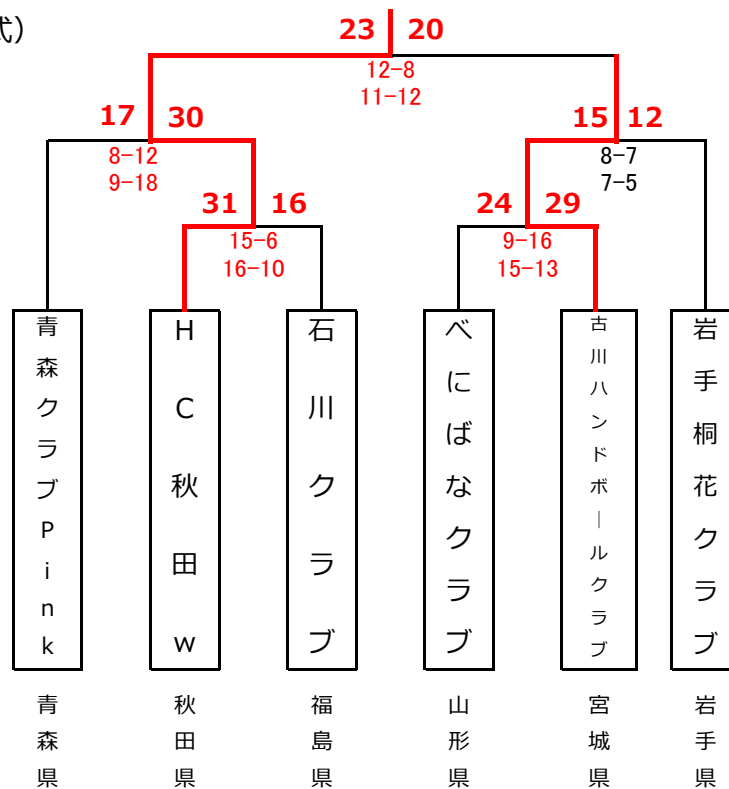 式)
23 20
12-8
11-12
17 30
8-12
9-18
15 12
8-7
7-5
31 16
15-6
16-10
24 29
9-16
15-13
青森クラブPink
HC秋田w
石川クラブ
べにばなクラブ
古川ハンドボールクラブ
岩手桐花クラブ
青森県
秋田県
福島県
山形県
宮城県
岩手県